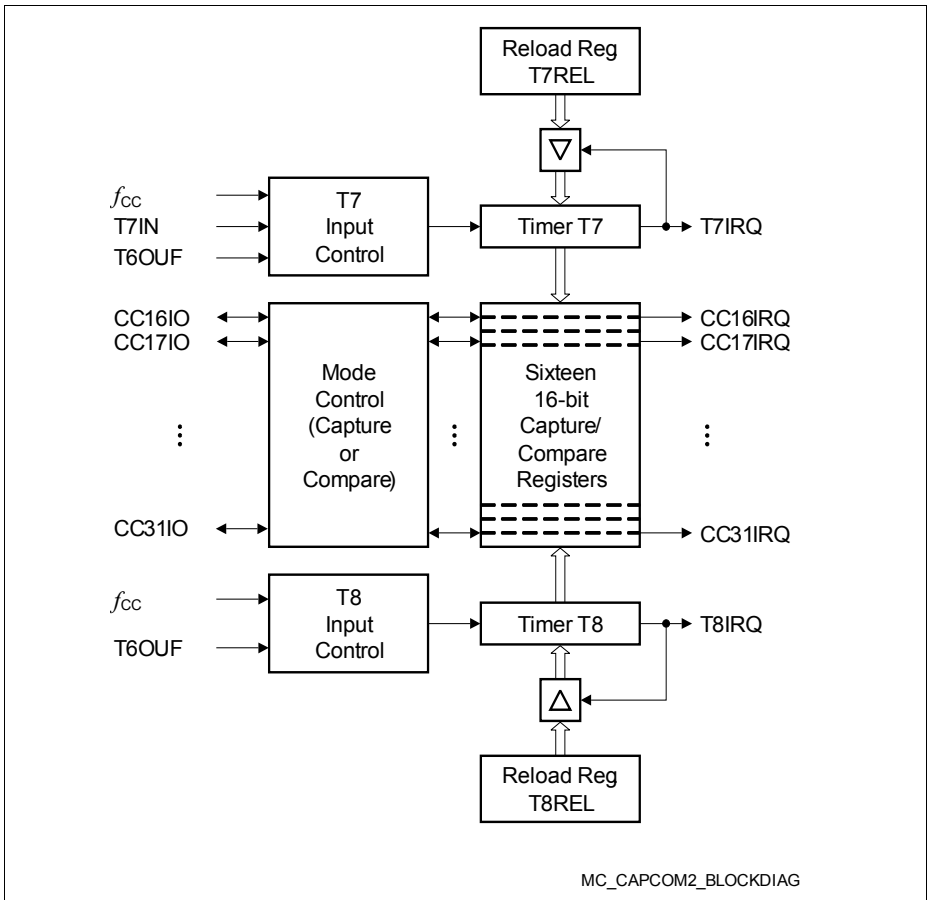 Reload Reg
T7REL
fCC
T7IN
T6OUF
T7
Input
Control
Timer T7
T7IRQ
CC16IO
CC17IO
CC31IO
Mode
Control
(Capture
or
Compare)
Sixteen
16-bit
Capture/
Compare
Registers
CC16IRQ
CC17IRQ
CC31IRQ
fCC
T6OUF
T8
Input
Control
Timer T8
T8IRQ
Reload Reg
T8REL
MC_CAPCOM2_BLOCKDIAG